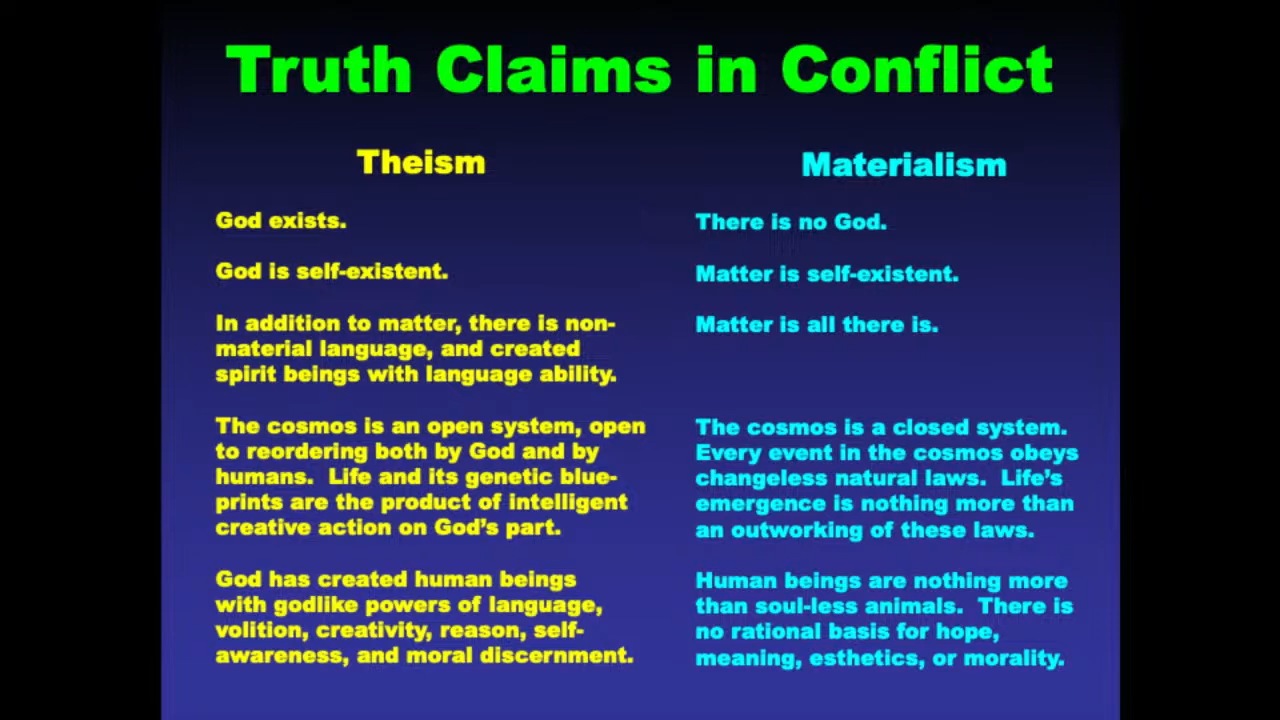 Truth Claims in Conflict
Theism
God exists.
God is self-existent.
In addition to matter, there is non-
material language, and created
spirit beings with language ability.
The cosmos is an open system, open
to reordering both by God and by
humans.  Life and its genetic blue-
prints are the product of intelligent
creative action on God's part.
God has created human beings
with godlike powers of language,
volition, creativity, reason, self-
awareness, and moral discernment.
Materialism
There is no God.
Matter is self-existent.
Matter is all there is.
The cosmos is a closed system.
Every event in the cosmos obeys
changeless natural laws.  Life's
emergence is nothing more than
an outworking of these laws.
Human beings are nothing more
than soul-less animals.  There is
no rational basis for hope,
meaning, esthetics, or morality.